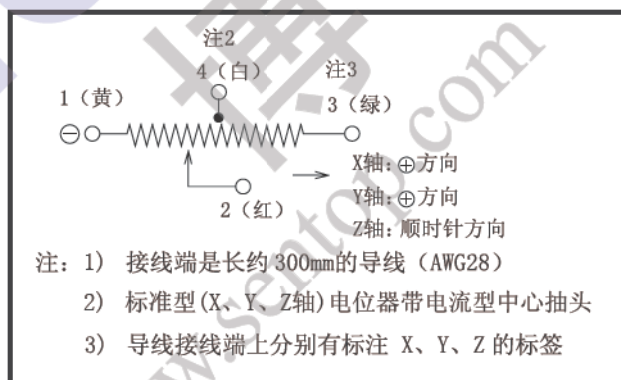 注2
4（白）
注3
1（黄）
3（绿）
⊖
X轴：⊕方向
Y轴：⊕方向
2（红）
Z轴：顺时针方向
注：1) 接线端是长约300mm的导线（AWG28）
2) 标准型(X、Y、Z轴)电位器带电流型中心抽头
3) 导线接线端上分别有标注 X、Y、Z 的标签
博
www.sentop.com